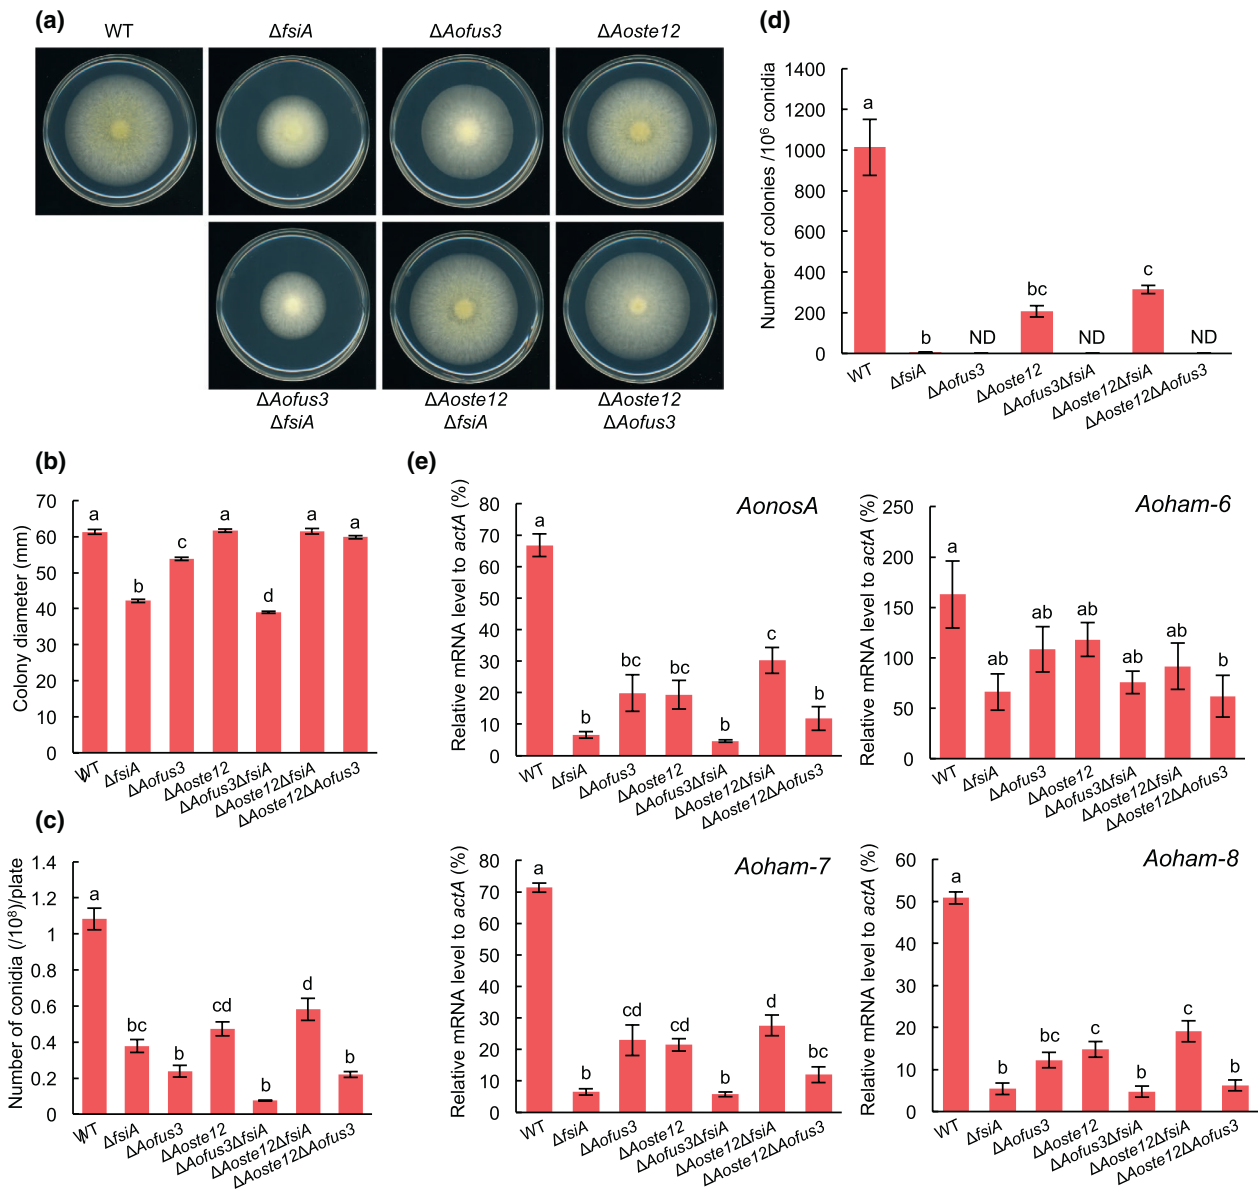 (a)
WT
ΔfsiA
ΔAofus3
ΔAoste12
ΔAofus3
ΔfsiA
ΔAoste12
ΔfsiA
ΔAoste12
ΔAofus3
(d)
Number of colonies /10⁶ conidia
1400
1200
1000
800
600
400
200
0
a
b
ND
bc
ND
c
ND
WT
ΔfsiA
ΔAofus3
ΔAoste12
ΔAofus3ΔfsiA
ΔAoste12ΔfsiA
ΔAoste12ΔAofus3
(b)
Colony diameter (mm)
70
60
50
40
30
20
10
0
a
b
c
a
d
a
a
WT
ΔfsiA
ΔAofus3
ΔAoste12
ΔAofus3ΔfsiA
ΔAoste12ΔfsiA
ΔAoste12ΔAofus3
(c)
Number of conidia (/10⁸)/plate
1.4
1.2
1
0.8
0.6
0.4
0.2
0
a
bc
b
cd
b
d
b
WT
ΔfsiA
ΔAofus3
ΔAoste12
ΔAofus3ΔfsiA
ΔAoste12ΔfsiA
ΔAoste12ΔAofus3
(e)
Relative mRNA level to actA (%)
AonosA
80
70
60
50
40
30
20
10
0
a
b
bc
bc
b
c
b
WT
ΔfsiA
ΔAofus3
ΔAoste12
ΔAofus3ΔfsiA
ΔAoste12ΔfsiA
ΔAoste12ΔAofus3
Relative mRNA level to actA (%)
Aoham-6
250
200
150
100
50
0
a
ab
ab
ab
ab
ab
b
WT
ΔfsiA
ΔAofus3
ΔAoste12
ΔAofus3ΔfsiA
ΔAoste12ΔfsiA
ΔAoste12ΔAofus3
Relative mRNA level to actA (%)
Aoham-7
80
70
60
50
40
30
20
10
0
a
b
cd
cd
b
d
bc
WT
ΔfsiA
ΔAofus3
ΔAoste12
ΔAofus3ΔfsiA
ΔAoste12ΔfsiA
ΔAoste12ΔAofus3
Relative mRNA level to actA (%)
Aoham-8
60
50
40
30
20
10
0
a
b
bc
c
b
c
b
WT
ΔfsiA
ΔAofus3
ΔAoste12
ΔAofus3ΔfsiA
ΔAoste12ΔfsiA
ΔAoste12ΔAofus3